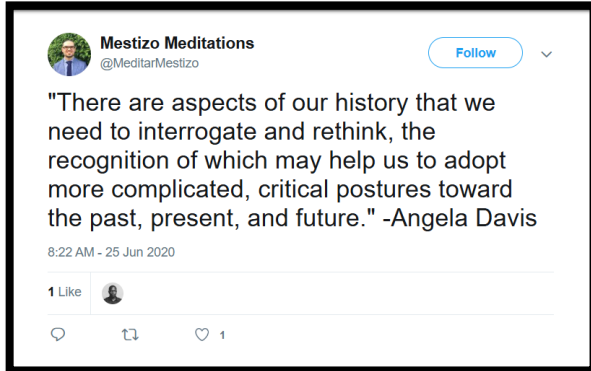 Mestizo Meditations
@MeditarMestizo
Follow
"There are aspects of our history that we
need to interrogate and rethink, the
recognition of which may help us to adopt
more complicated, critical postures toward
the past, present, and future." -Angela Davis
8:22 AM - 25 Jun 2020
1 Like
1